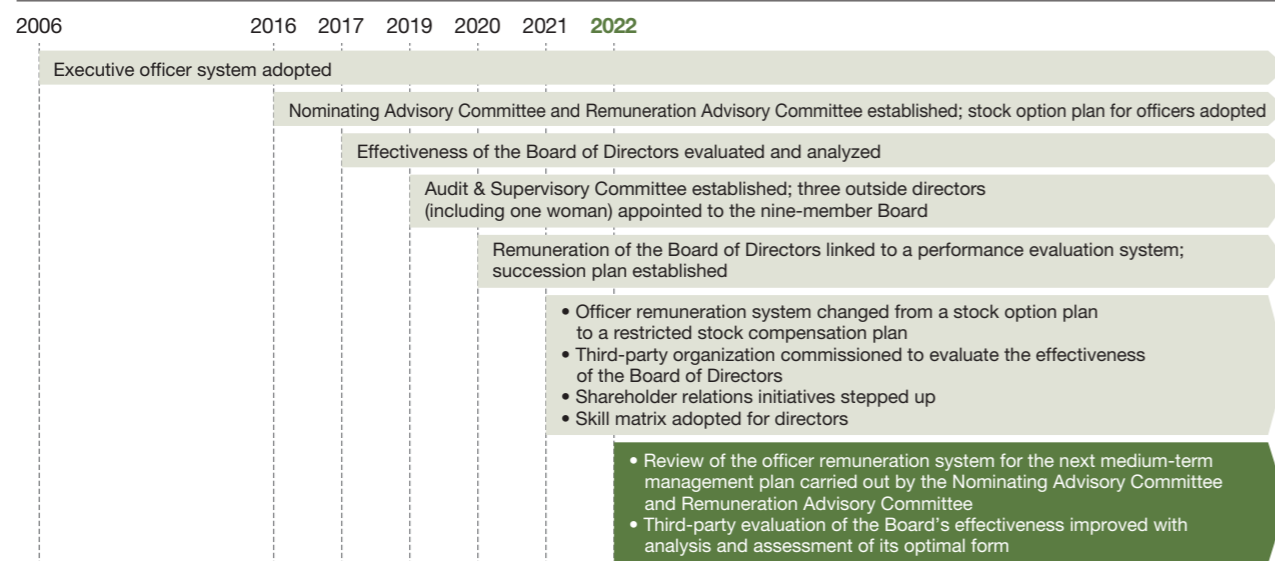 2006 2016 2017 2019 2020 2021 2022
Executive officer system adopted
Nominating Advisory Committee and Remuneration Advisory Committee established; stock option plan for officers adopted
Effectiveness of the Board of Directors evaluated and analyzed
Audit & Supervisory Committee established; three outside directors
(including one woman) appointed to the nine-member Board
Remuneration of the Board of Directors linked to a performance evaluation system;
succession plan established
• Officer remuneration system changed from a stock option plan
to a restricted stock compensation plan
• Third-party organization commissioned to evaluate the effectiveness
of the Board of Directors
• Shareholder relations initiatives stepped up
• Skill matrix adopted for directors
• Review of the officer remuneration system for the next medium-term
management plan carried out by the Nominating Advisory Committee
and Remuneration Advisory Committee
• Third-party evaluation of the Board’s effectiveness improved with
analysis and assessment of its optimal form